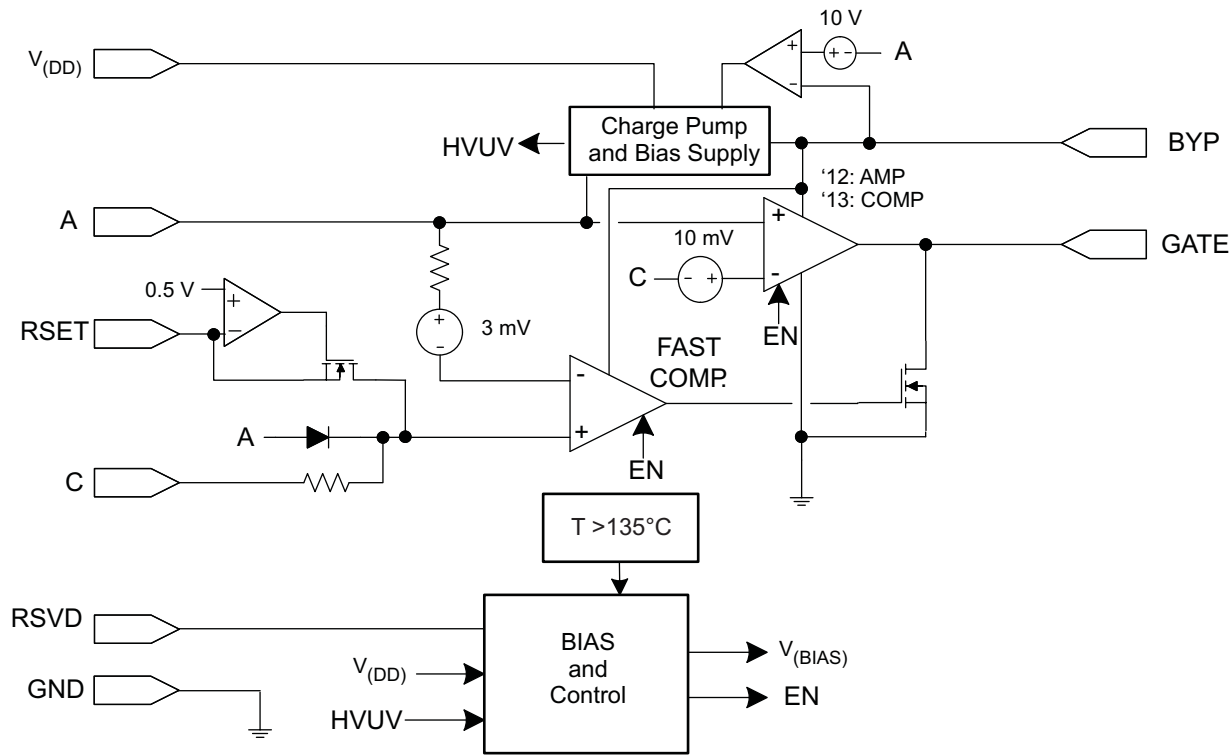 10 V
V(DD)
+
+ -
A
-
Charge Pump
and Bias Supply
HVUV
BYP
'12: AMP
'13: COMP
A
+
10 mV
GATE
C
- +
-
0.5 V
+
RSET
-
+
-
3 mV
EN
FAST
COMP.
-
A
+
EN
C
T >135°C
RSVD
BIAS
and
Control
V(BIAS)
V(DD)
GND
EN
HVUV